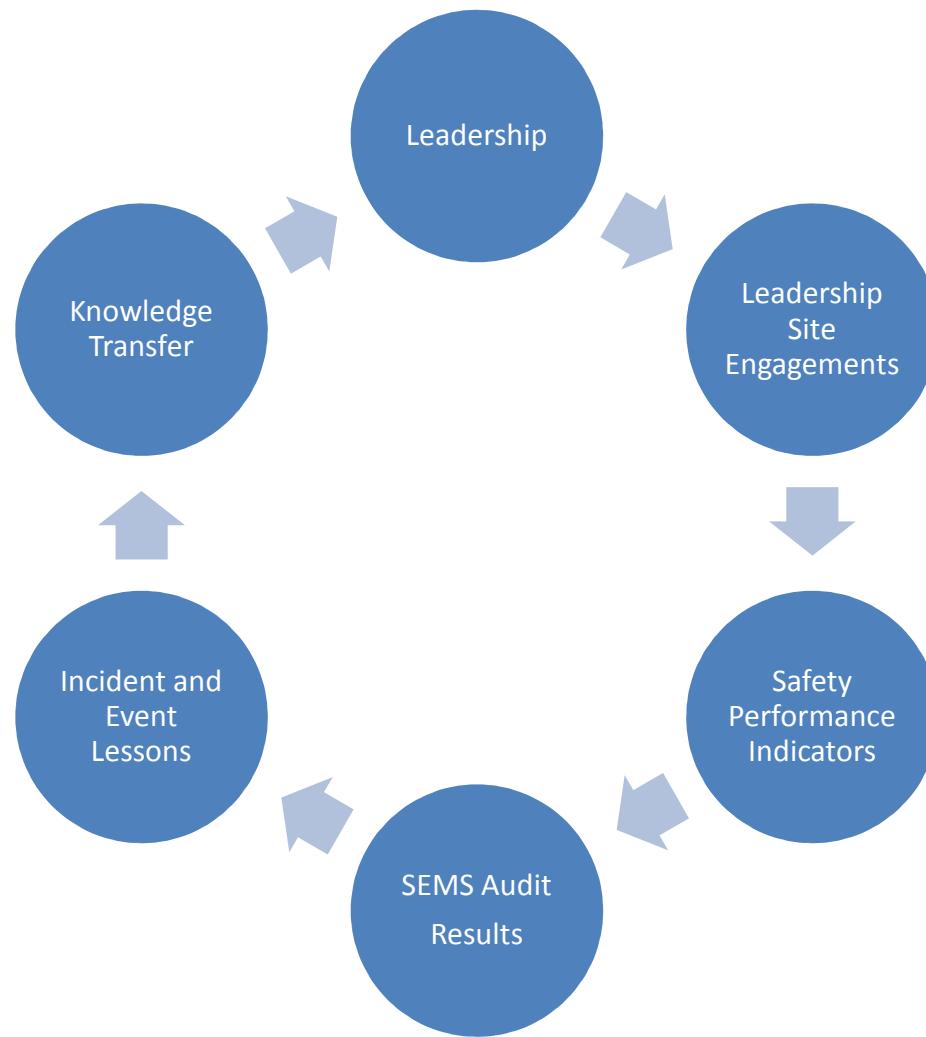 Leadership
Leadership
Site
Engagements
Safety
Performance
Indicators
SEMS Audit
Results
Incident and
Event
Lessons
Knowledge
Transfer